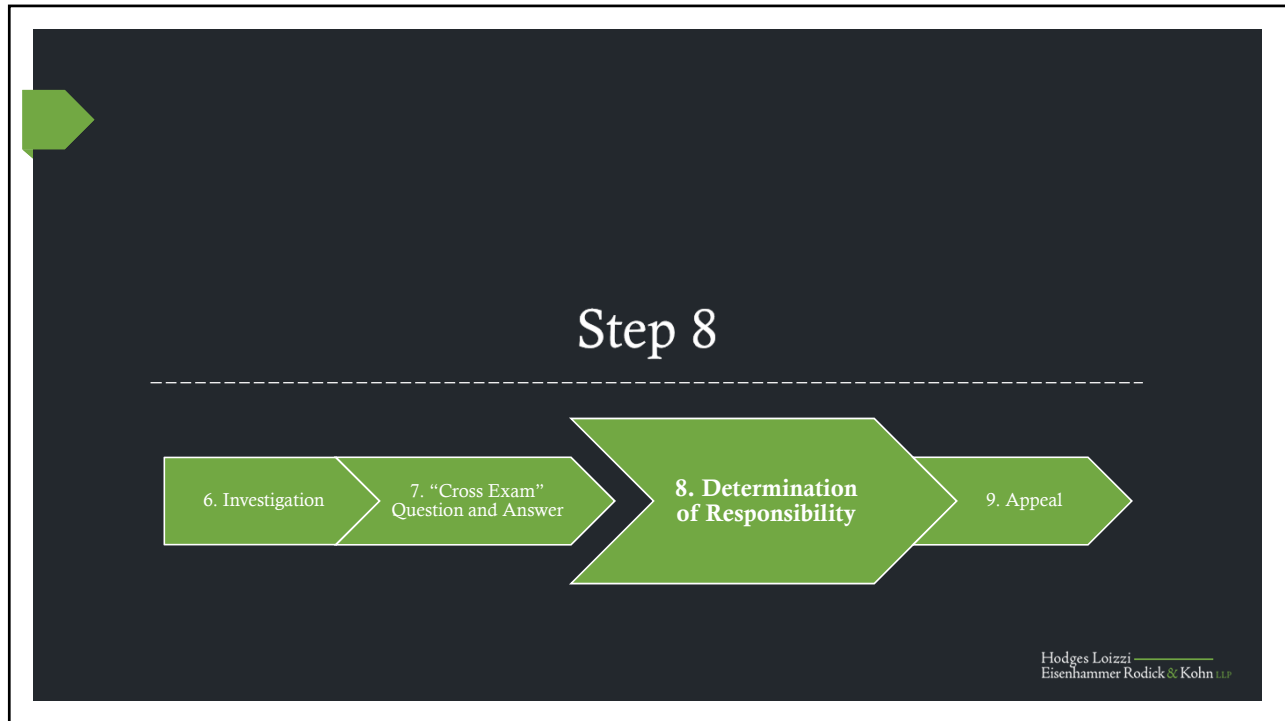 Step 8
6. Investigation
7. “Cross Exam”
Question and Answer
8. Determination
of Responsibility
9. Appeal
Hodges Loizzi
Eisenhammer Rodick & Kohn LLP